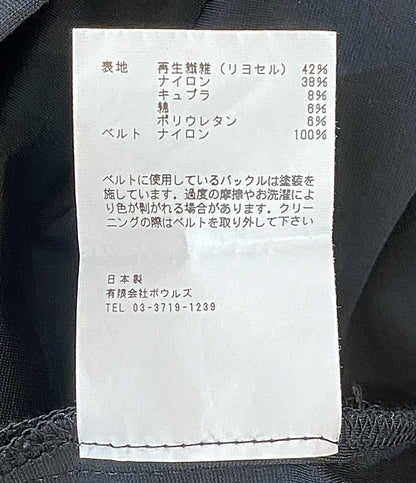 表地 再生繊維（リヨセル） 42%
ナイロン 38%
キュプラ 8%
綿 6%
ポリウレタン 6%
ベルト ナイロン 100%
ベルトに使用しているバックルは塗装を
施しています。過度の摩擦やお洗濯によ
り色が剝がれる場合があります。クリー
ニングの際はベルトを取り外して下さい
日本製
有限会社ボウルズ
TEL 03-3719-1239